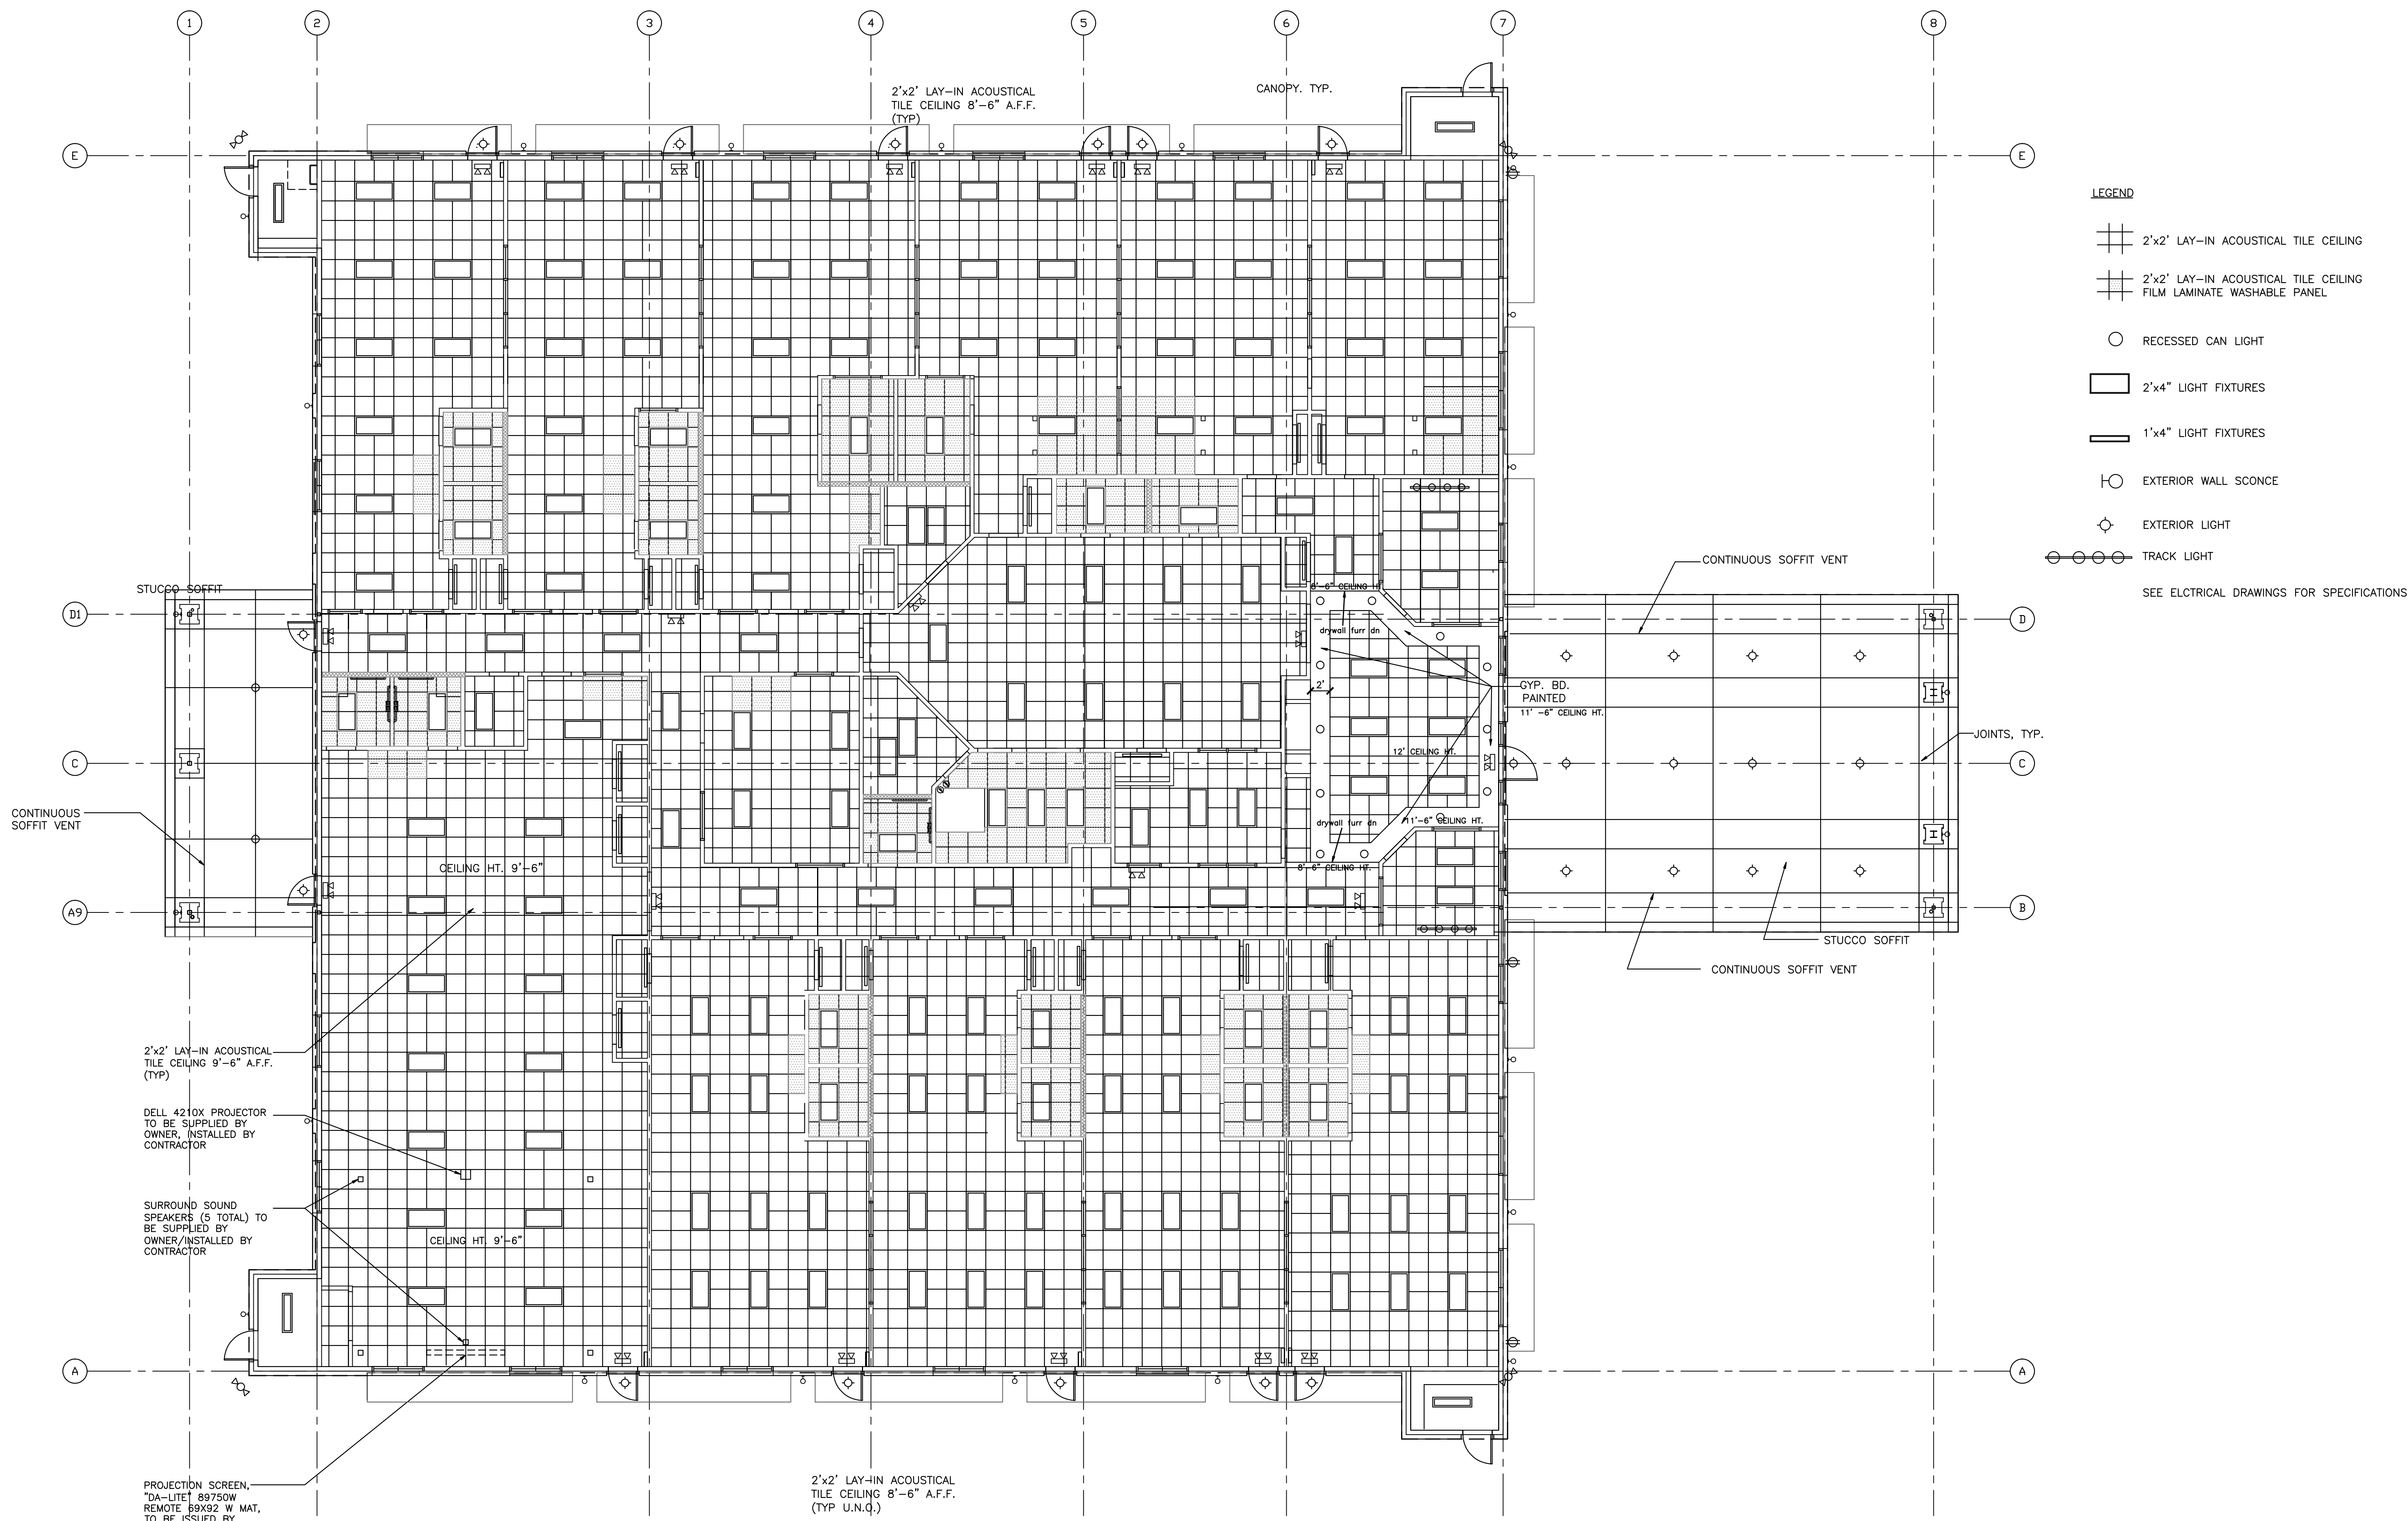 1
2
3
4
5
6
7
8
2'x2' LAY-IN ACOUSTICAL
TILE CEILING 8'-6" A.F.F.
(TYP)
CANOPY. TYP.
E
E
LEGEND
2'x2' LAY-IN ACOUSTICAL TILE CEILING
2'x2' LAY-IN ACOUSTICAL TILE CEILING
FILM LAMINATE WASHABLE PANEL
RECESSED CAN LIGHT
2'x4" LIGHT FIXTURES
1'x4" LIGHT FIXTURES
EXTERIOR WALL SCONCE
EXTERIOR LIGHT
TRACK LIGHT
SEE ELCTRICAL DRAWINGS FOR SPECIFICATIONS
CONTINUOUS SOFFIT VENT
STUCCO SOFFIT
8'-6" CEILING HT.
D1
D
drywall furr dn
2'
GYP. BD.
PAINTED
11' -6" CEILING HT.
12' CEILING HT.
JOINTS, TYP.
C
C
CONTINUOUS
SOFFIT VENT
drywall furr dn
11'-6" CEILING HT.
CEILING HT. 9'-6"
8'-6" CEILING HT.
A9
B
STUCCO SOFFIT
CONTINUOUS SOFFIT VENT
2'x2' LAY-IN ACOUSTICAL
TILE CEILING 9'-6" A.F.F.
(TYP)
DELL 4210X PROJECTOR
TO BE SUPPLIED BY
OWNER, INSTALLED BY
CONTRACTOR
SURROUND SOUND
SPEAKERS (5 TOTAL) TO
BE SUPPLIED BY
OWNER/INSTALLED BY
CONTRACTOR
CEILING HT. 9'-6"
A
A
2'x2' LAY-IN ACOUSTICAL
TILE CEILING 8'-6" A.F.F.
(TYP U.N.O.)
PROJECTION SCREEN,
"DA-LITE" 89750W
REMOTE 69X92 W MAT,
TO BE ISSUED BY